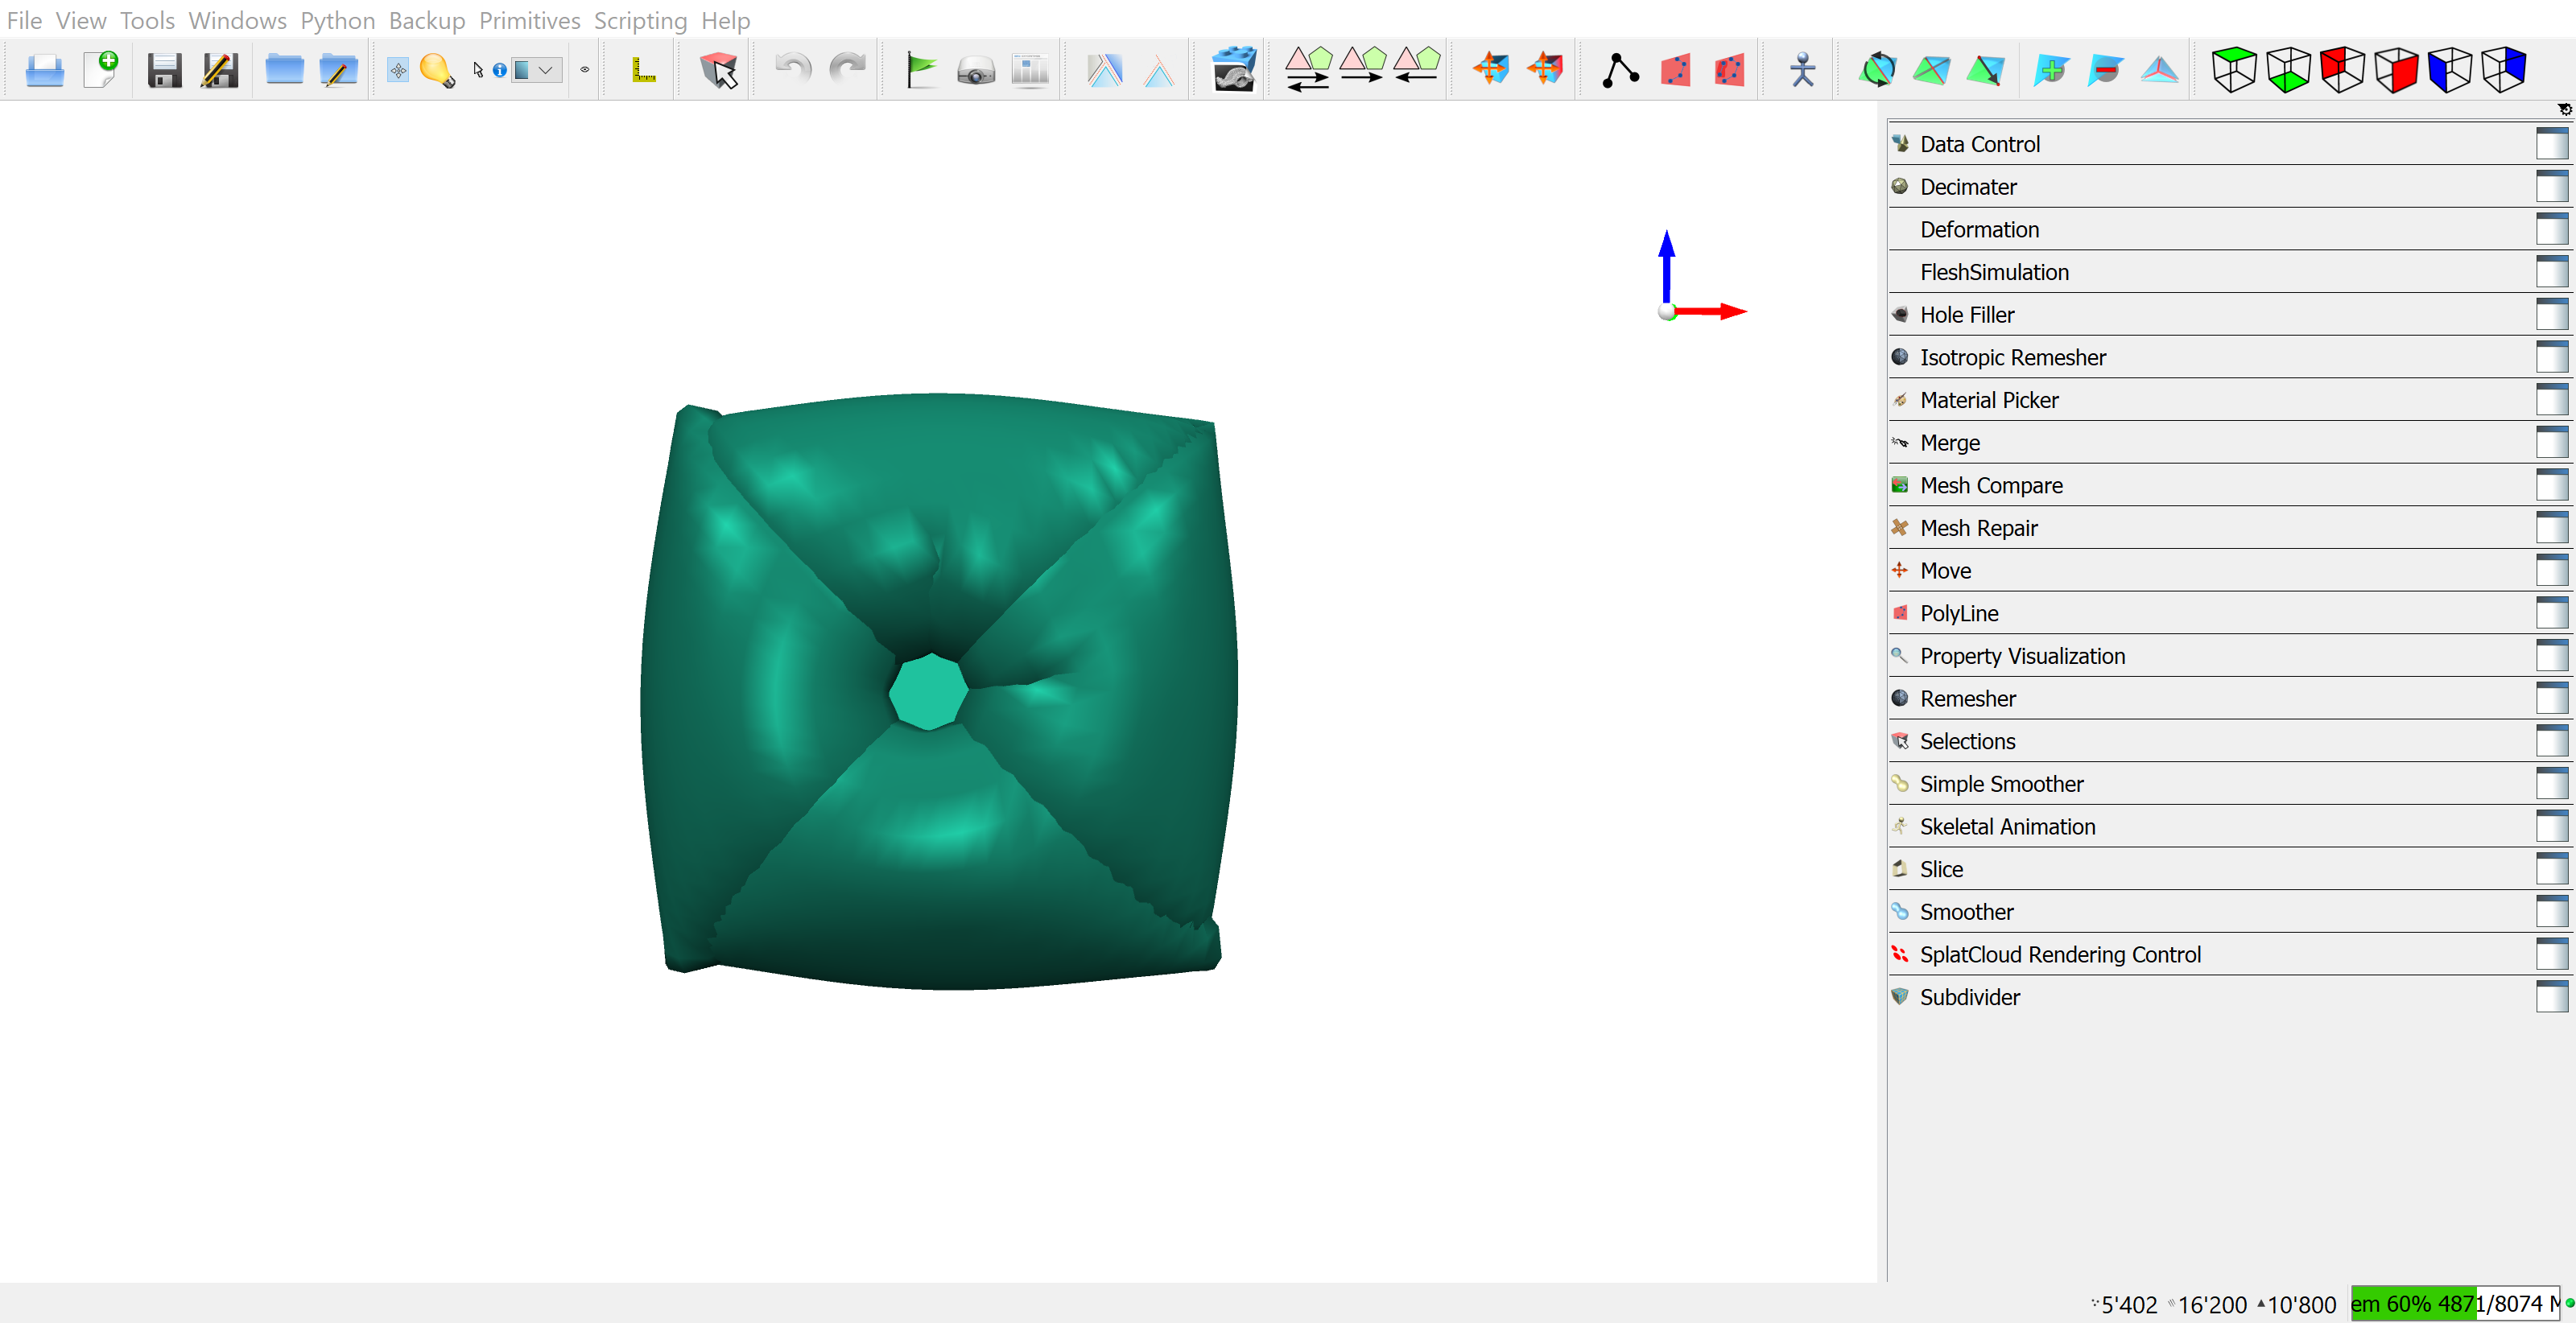 File View Tools Windows Python Backup Primitives Scripting Help
Data Control
Decimater
Deformation
FleshSimulation
Hole Filler
Isotropic Remesher
Material Picker
Merge
Mesh Compare
Mesh Repair
Move
PolyLine
Property Visualization
Remesher
Selections
Simple Smoother
Skeletal Animation
Slice
Smoother
SplatCloud Rendering Control
Subdivider
5'402 16'200 10'800 em 60% 4871/8074 M